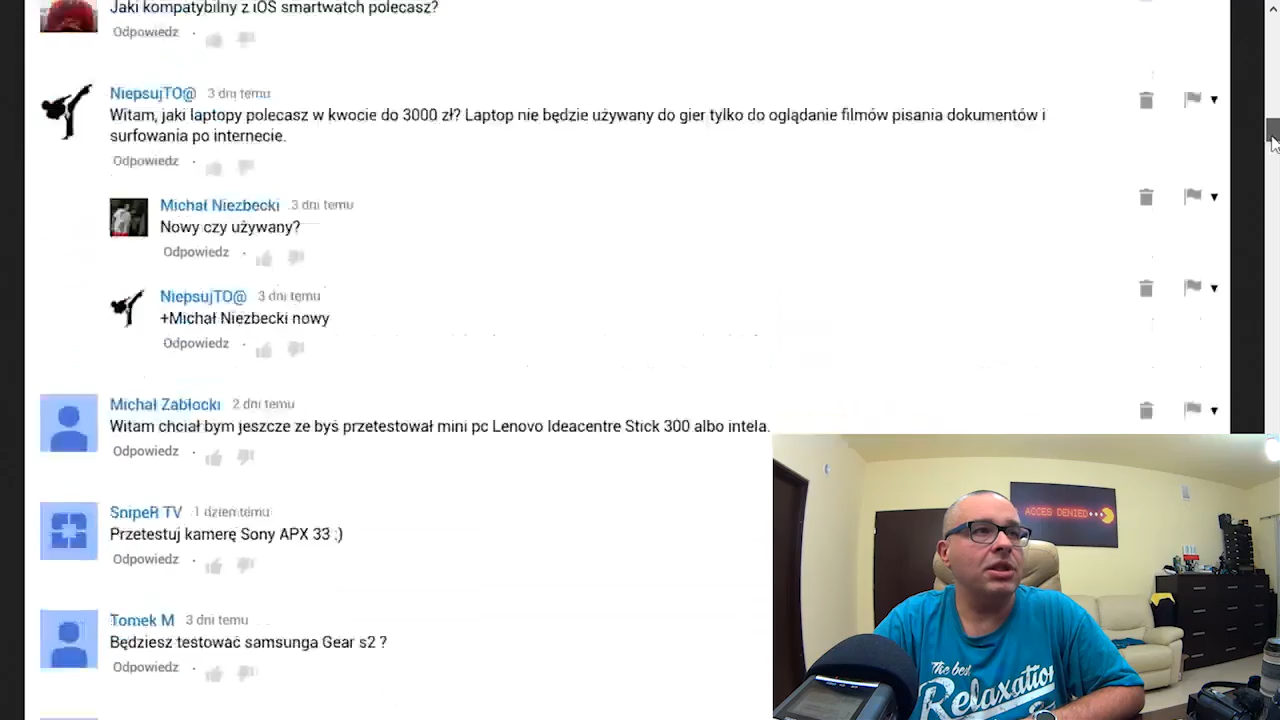 Jaki kompatybilny z iOS smartwatch polecasz?
Odpowiedz ·
NiepsujTO@ 3 dni temu
Witam, jaki laptopy polecasz w kwocie do 3000 zł? Laptop nie będzie używany do gier tylko do oglądanie filmów pisania dokumentów i
surfowania po internecie.
Odpowiedz ·
Michał Niezbecki 3 dni temu
Nowy czy używany?
Odpowiedz ·
NiepsujTO@ 3 dni temu
+Michał Niezbecki nowy
Odpowiedz ·
Michał Zabłocki 2 dni temu
Witam chciał bym jeszcze ze byś przetestował mini pc Lenovo Ideacentre Stick 300 albo intela.
Odpowiedz ·
SnipeR TV 1 dzień temu
Przetestuj kamerę Sony APX 33 :)
Odpowiedz ·
Tomek M 3 dni temu
Będziesz testować samsunga Gear s2 ?
Odpowiedz ·
ACCES DENIED
The best
Relaxation